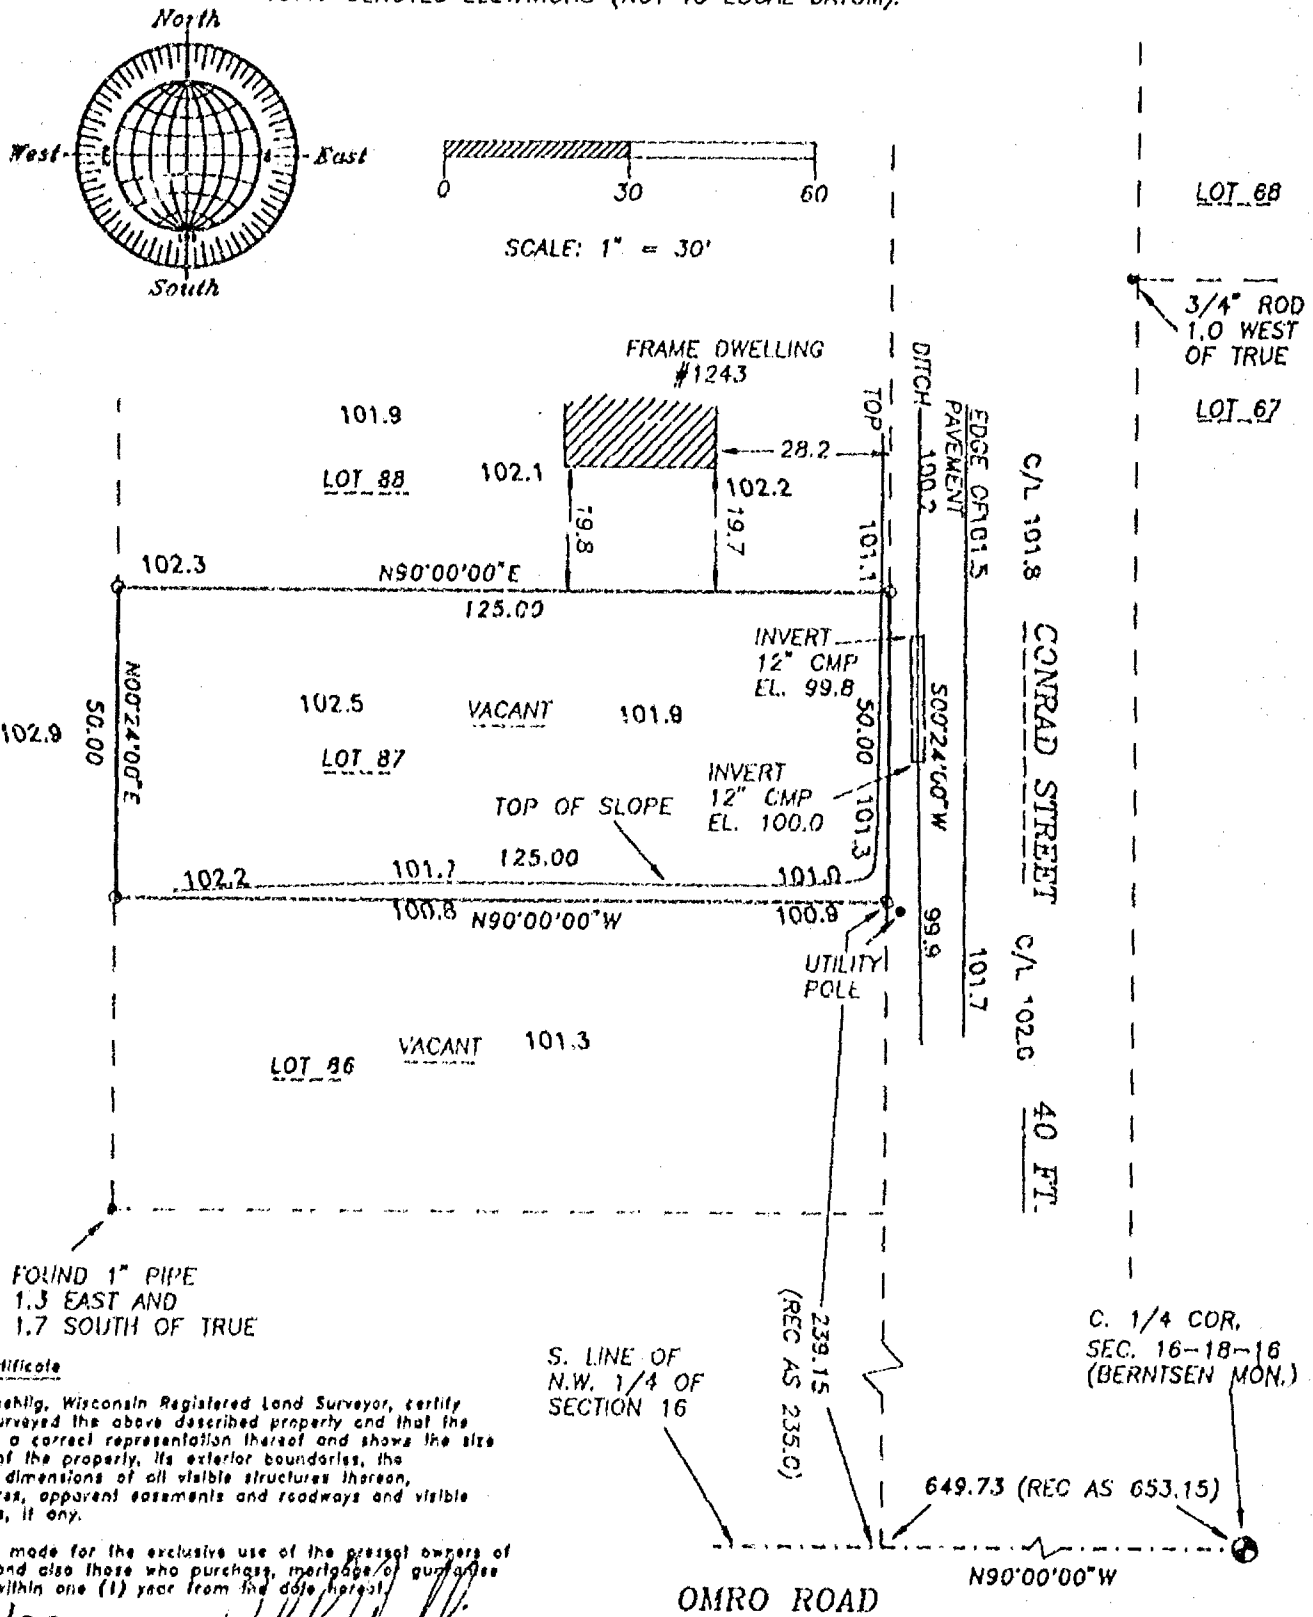 DENOTES ELEVATIONS (NOT TO LOCAL DATUM).
North
West
East
South
0 30 60
SCALE: 1" = 30'
LOT 68
3/4" ROD
1.0 WEST
OF TRUE
LOT 67
FRAME DWELLING
#1243
101.9
LOT 88
102.1
102.2
28.2
19.8
19.7
TOP
101.1
DITCH
100.2
EDGE OF
PAVEMENT
101.5
C/L 101.8
CONRAD STREET
C/L 102.0
40 FT.
102.3
N90°00'00"E
125.00
INVERT
12" CMP
EL. 99.8
N00°24'00"E
50.00
102.9
102.5
VACANT
101.9
LOT 87
50.00
S00°24'00"W
INVERT
12" CMP
EL. 100.0
TOP OF SLOPE
101.3
102.2
101.7
125.00
101.0
100.8
N90°00'00"W
100.9
99.9
101.7
UTILITY
POLE
VACANT
101.3
LOT 86
FOUND 1" PIPE
1.3 EAST AND
1.7 SOUTH OF TRUE
239.15
(REC AS 235.0)
S. LINE OF
N.W. 1/4 OF
SECTION 16
C. 1/4 COR.
SEC. 16-18-16
(BERNTSEN MON.)
649.73 (REC AS 653.15)
N90°00'00"W
OMRO ROAD
Wisconsin Registered Land Surveyor, certify
surveyed the above described property and that the
a correct representation thereof and shows the size
of the property, its exterior boundaries, the
dimensions of all visible structures thereon,
apparent easements and roadways and visible
if any.
made for the exclusive use of the present owners of
and also those who purchase, mortgage or guarantee
within one (1) year from the date hereof.